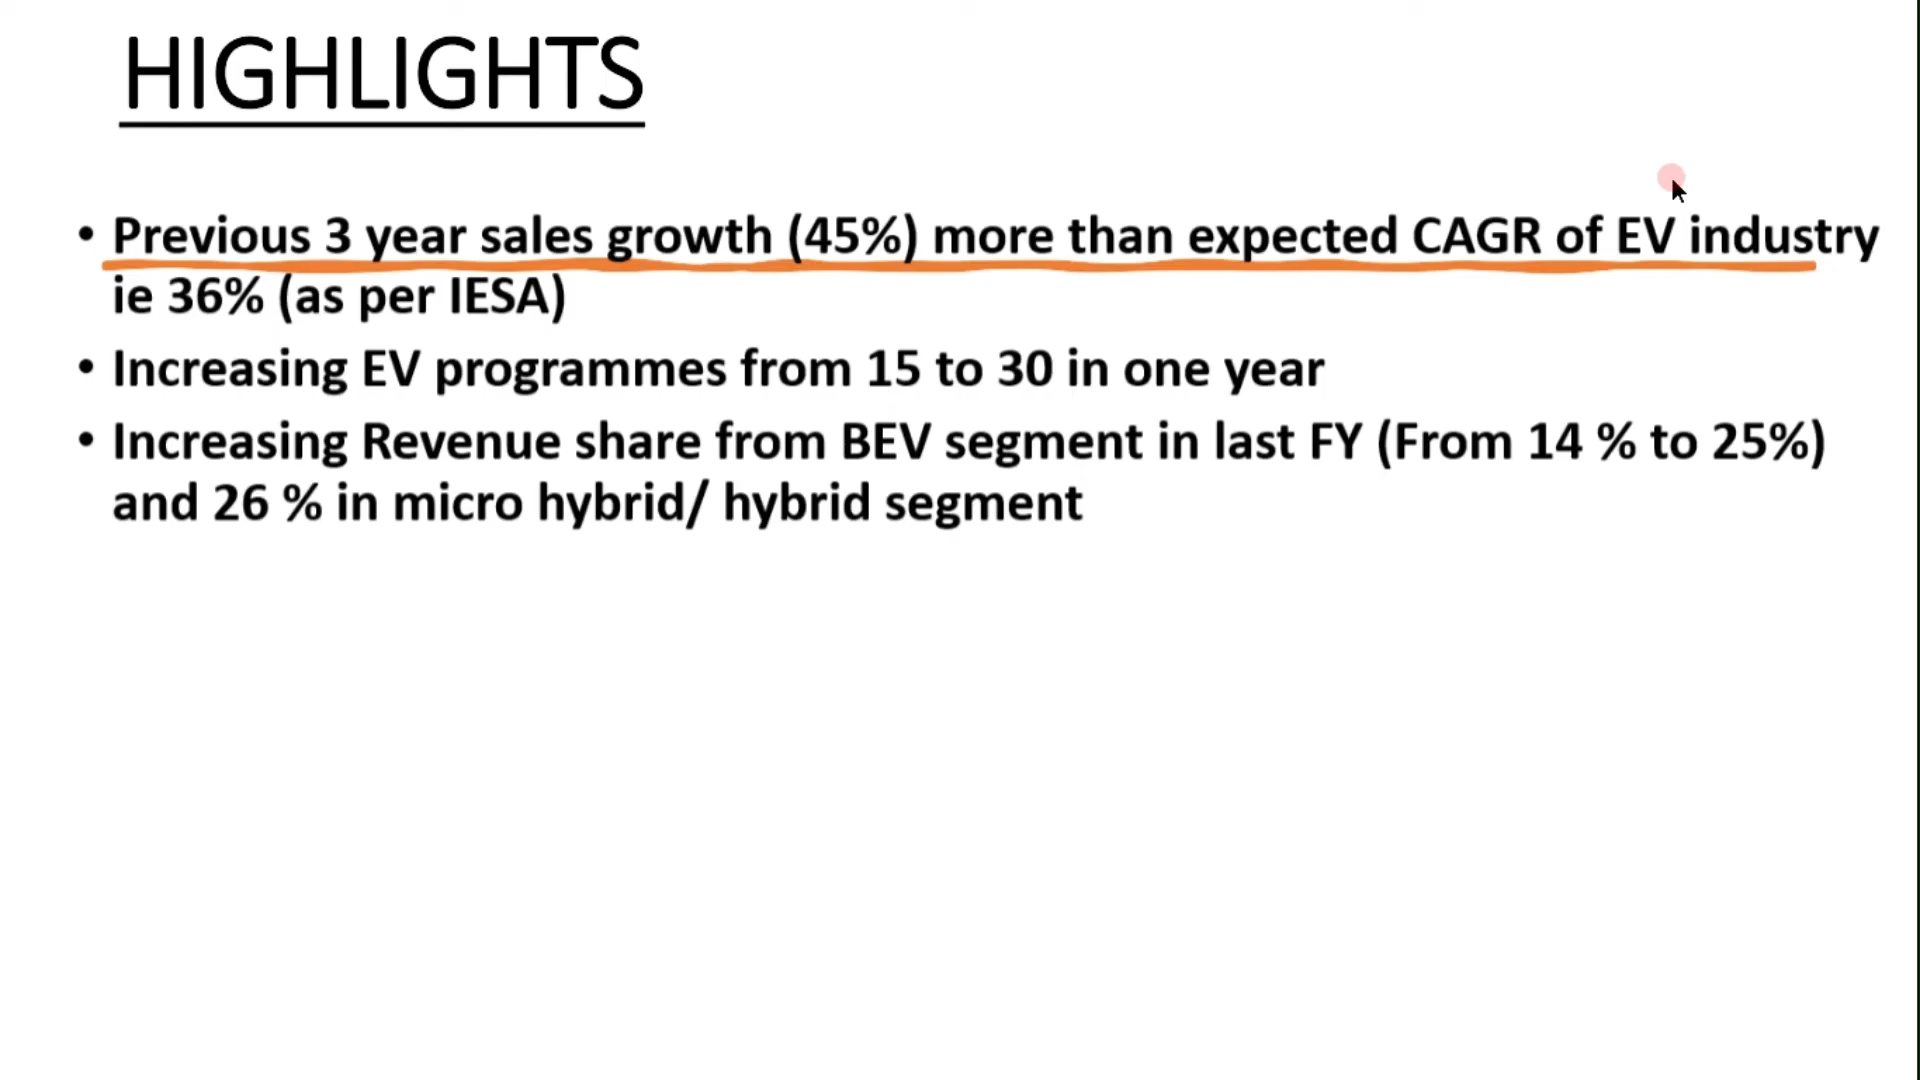 HIGHLIGHTS
• Previous 3 year sales growth (45%) more than expected CAGR of EV industry
ie 36% (as per IESA)
• Increasing EV programmes from 15 to 30 in one year
• Increasing Revenue share from BEV segment in last FY (From 14 % to 25%)
and 26 % in micro hybrid/ hybrid segment